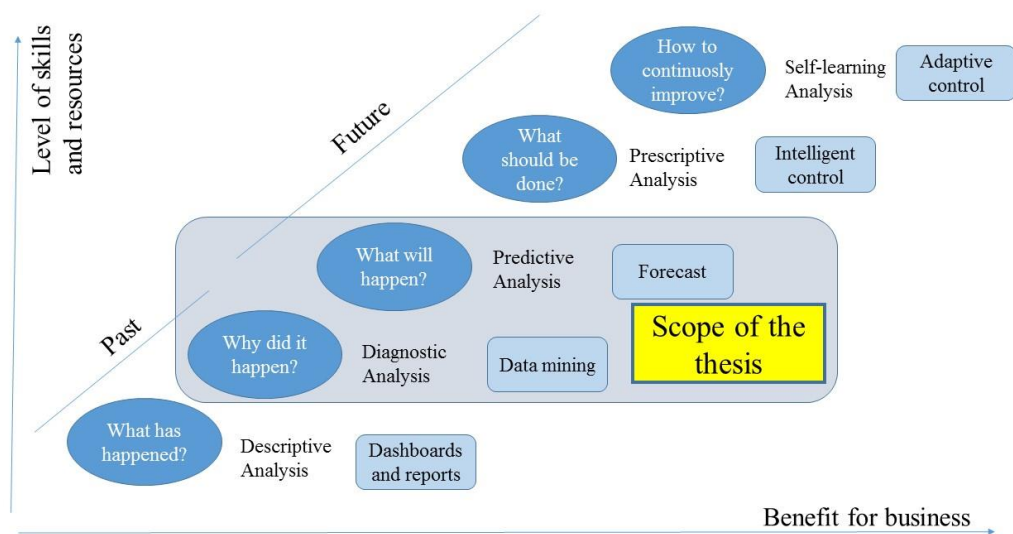 Level of skills
and resources
Past
Future
How to
continuosly
improve?
Self-learning
Analysis
Adaptive
control
What
should be
done?
Prescriptive
Analysis
Intelligent
control
What will
happen?
Predictive
Analysis
Forecast
Why did it
happen?
Diagnostic
Analysis
Data mining
Scope of the
thesis
What has
happened?
Descriptive
Analysis
Dashboards
and reports
Benefit for business